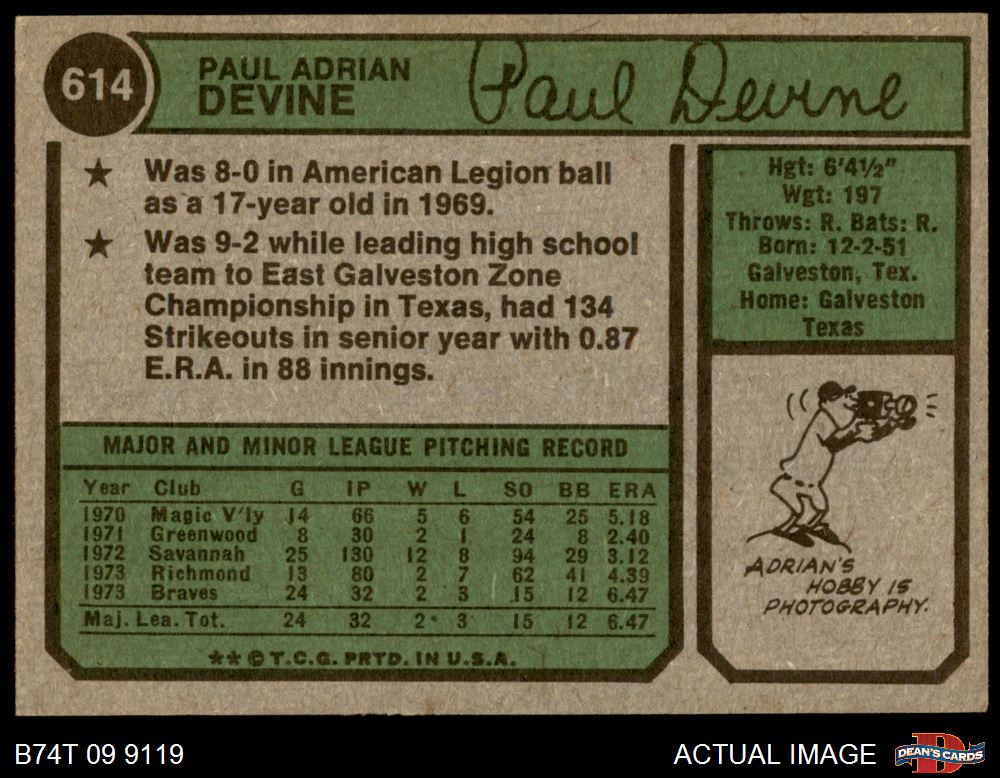 614
PAUL ADRIAN
DEVINE
Paul Devine
★ Was 8-0 in American Legion ball
as a 17-year old in 1969.
★ Was 9-2 while leading high school
team to East Galveston Zone
Championship in Texas, had 134
Strikeouts in senior year with 0.87
E.R.A. in 88 innings.
Hgt: 6'4½" 
Wgt: 197
Throws: R. Bats: R.
Born: 12-2-51
Galveston, Tex.
Home: Galveston
Texas
MAJOR AND MINOR LEAGUE PITCHING RECORD
Year Club G IP W L SO BB ERA
1970 Magic V'ly 14 66 5 6 54 25 5.18
1971 Greenwood 8 30 2 1 24 8 2.40
1972 Savannah 25 130 12 8 94 29 3.12
1973 Richmond 13 80 2 7 62 41 4.39
1973 Braves 24 32 2 3 15 12 6.47
Maj. Lea. Tot. 24 32 2 3 15 12 6.47
** © T.C.G. PRTD. IN U.S.A.
ADRIAN'S
HOBBY IS
PHOTOGRAPHY.
B74T 09 9119
ACTUAL IMAGE
DEAN'S CARDS